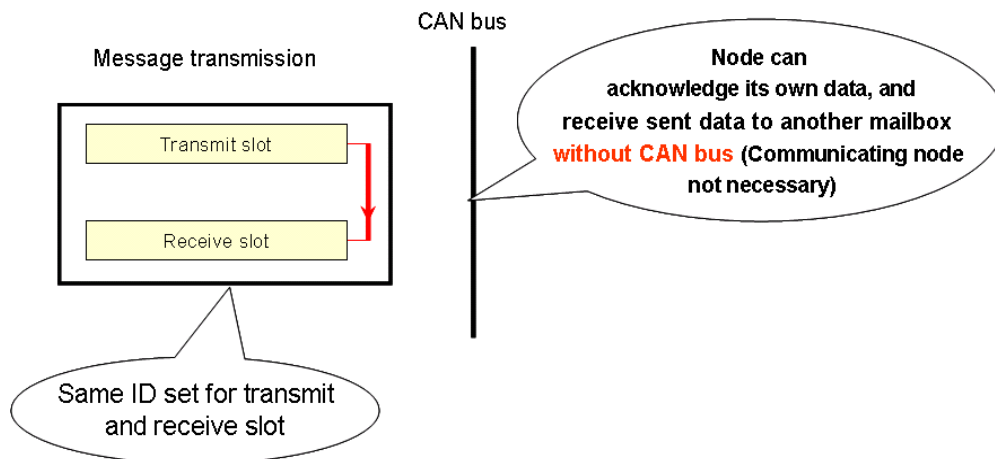 CAN bus
Message transmission
Transmit slot
Receive slot
Node can
acknowledge its own data, and
receive sent data to another mailbox
without CAN bus (Communicating node
not necessary)
Same ID set for transmit
and receive slot